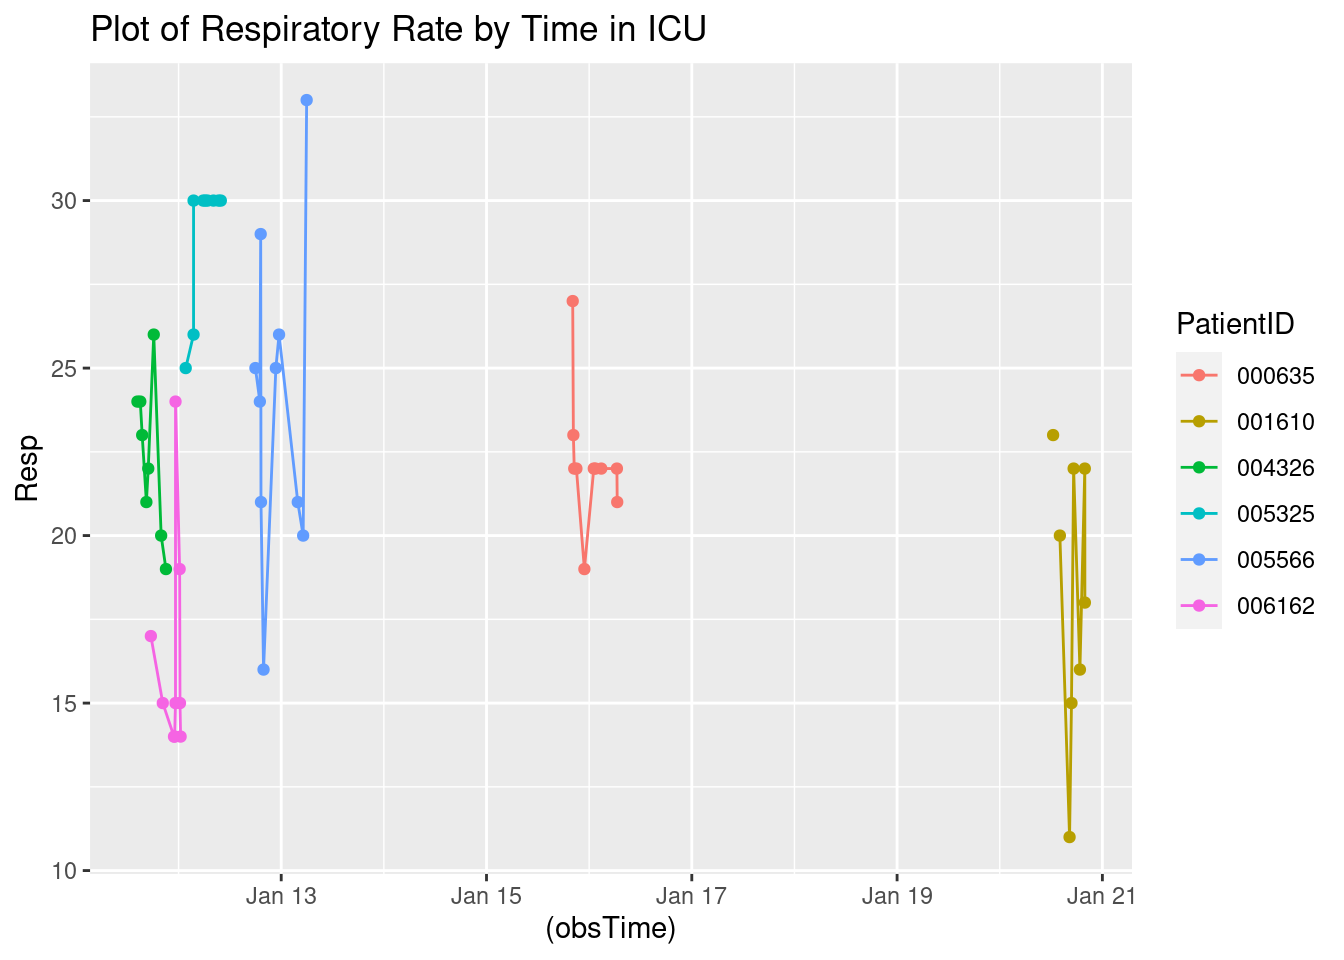 Plot of Respiratory Rate by Time in ICU
Resp
30
25
20
15
10
Jan 13 Jan 15 Jan 17 Jan 19 Jan 21
(obsTime)
PatientID
000635
001610
004326
005325
005566
006162